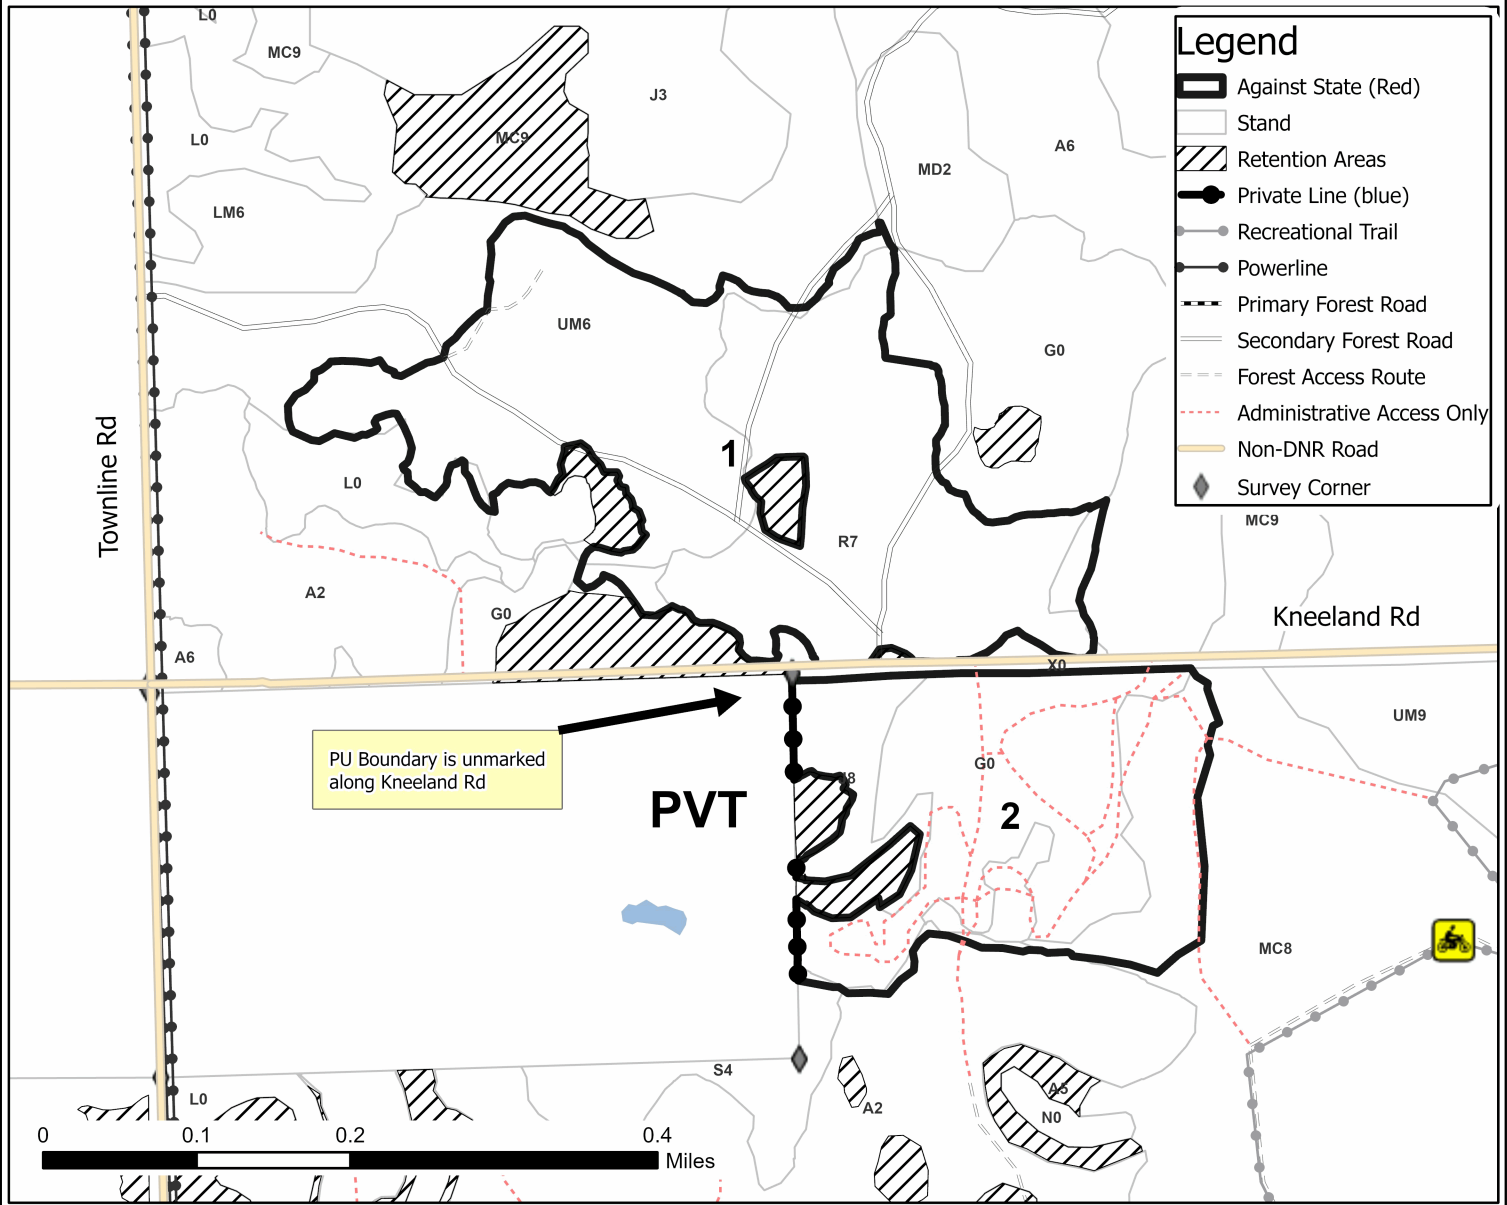 L0
MC9
J3
L0
MC9
MD2
A6
LM6
UM6
G0
1
L0
R7
A2
G0
A6
Townline Rd
Kneeland Rd
MC9
X0
UM9
PU Boundary is unmarked
along Kneeland Rd
PVT
8
G0
2
MC8
S4
L0
A2
A5
N0
0 0.1 0.2 0.4
Miles
Legend
Against State (Red)
Stand
Retention Areas
Private Line (blue)
Recreational Trail
Powerline
Primary Forest Road
Secondary Forest Road
Forest Access Route
Administrative Access Only
Non-DNR Road
Survey Corner